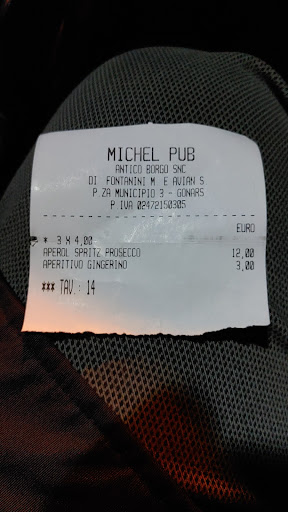 MICHEL PUB
ANTICO BORGO SNC
DI FONTANINI M. E AVIAN S
P.ZA MUNICIPIO 3 - GONARS
P.IVA 02472150305
EURO
* 3 X 4,00
APEROL SPRITZ PROSECCO 12,00
APERITIVO GINGERINO 3,00
*** TAV.: 14